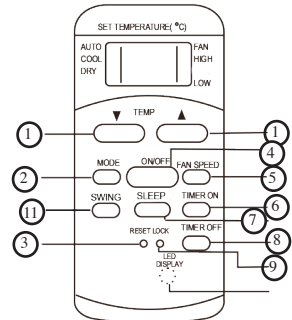 SET TEMPERATURE( °C)
AUTO FAN
COOL HIGH
DRY
LOW
▼ TEMP ▲
1 1
4
MODE ON/OFF FAN SPEED
2 5
SWING SLEEP TIMER ON
11 7 6
RESET LOCK TIMER OFF
3 8
LED
DISPLAY
9